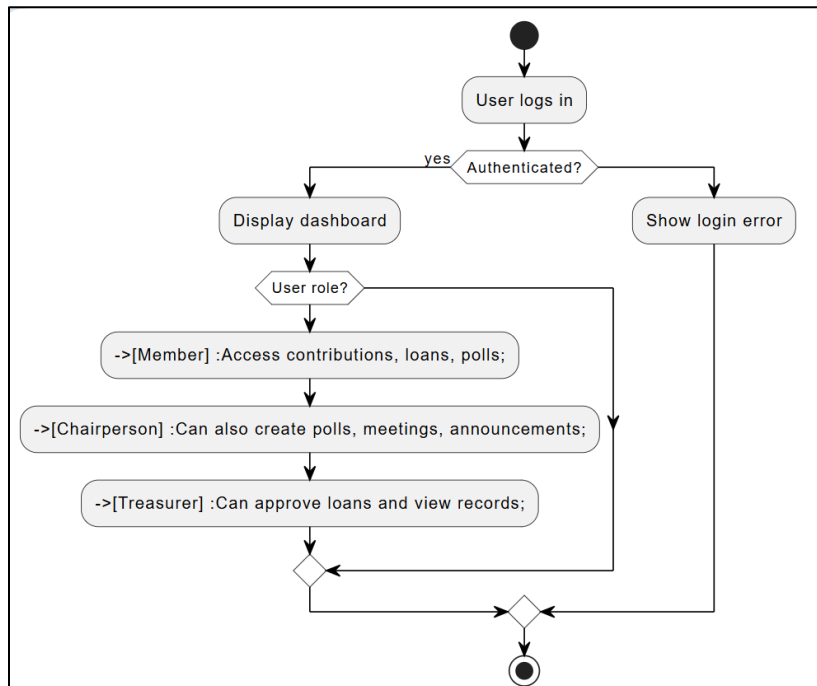 User logs in
yes
Authenticated?
Display dashboard
Show login error
User role?
->[Member] :Access contributions, loans, polls;
->[Chairperson] :Can also create polls, meetings, announcements;
->[Treasurer] :Can approve loans and view records;